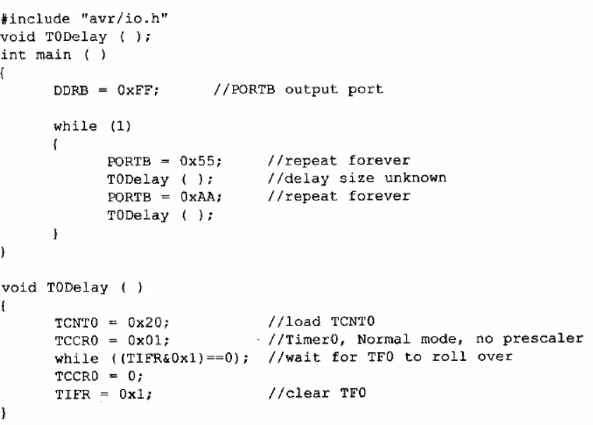 #include "avr/io.h"
void T0Delay ( );
int main ( )
{
DDRB = 0xFF; //PORTB output port
while (1)
{
PORTB = 0x55; //repeat forever
T0Delay ( ); //delay size unknown
PORTB = 0xAA; //repeat forever
T0Delay ( );
}
}
void T0Delay ( )
{
TCNT0 = 0x20; //load TCNT0
TCCR0 = 0x01; //Timer0, Normal mode, no prescaler
while ((TIFR&0x1)==0); //wait for TF0 to roll over
TCCR0 = 0;
TIFR = 0x1; //clear TF0
}